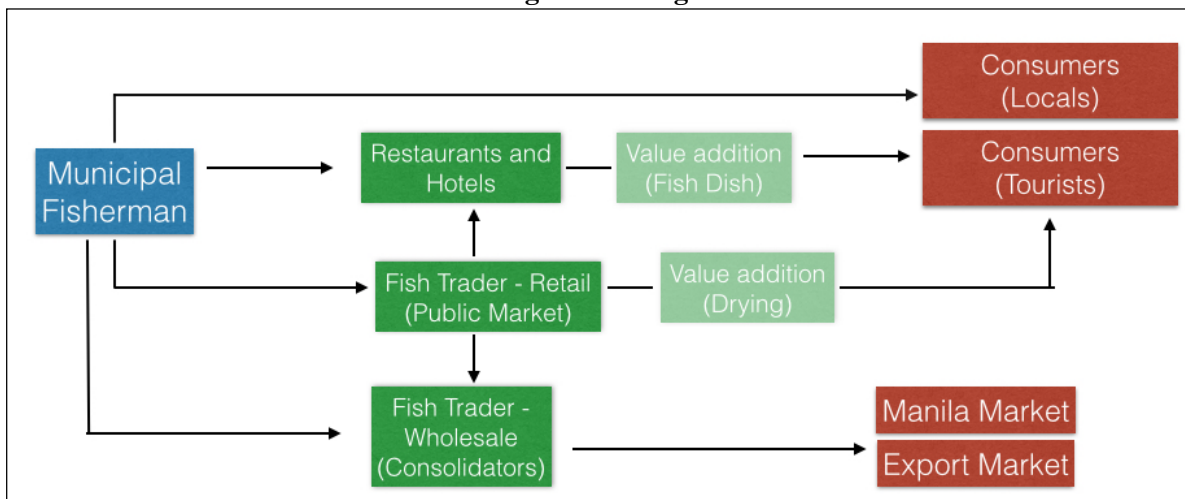 Consumers
(Locals)
Municipal
Fisherman
Restaurants and
Hotels
Value addition
(Fish Dish)
Consumers
(Tourists)
Fish Trader - Retail
(Public Market)
Value addition
(Drying)
Fish Trader -
Wholesale
(Consolidators)
Manila Market
Export Market